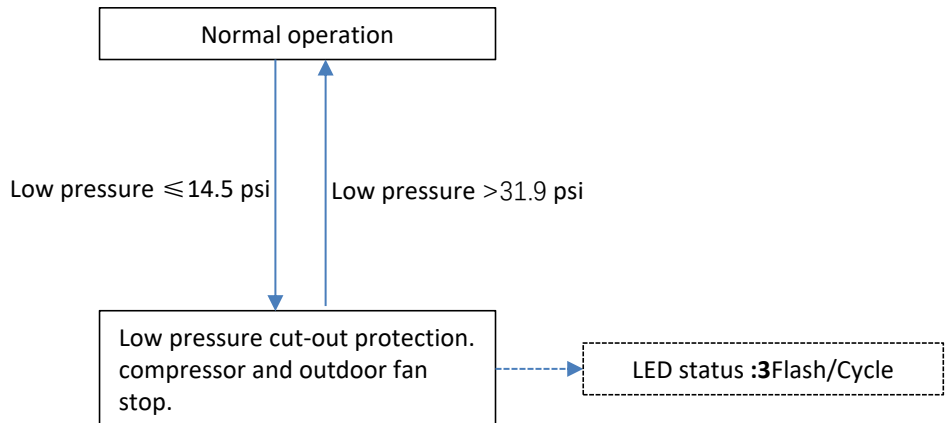 Normal operation
Low pressure ≤14.5 psi
Low pressure >31.9 psi
Low pressure cut-out protection.
compressor and outdoor fan
stop.
LED status :3Flash/Cycle